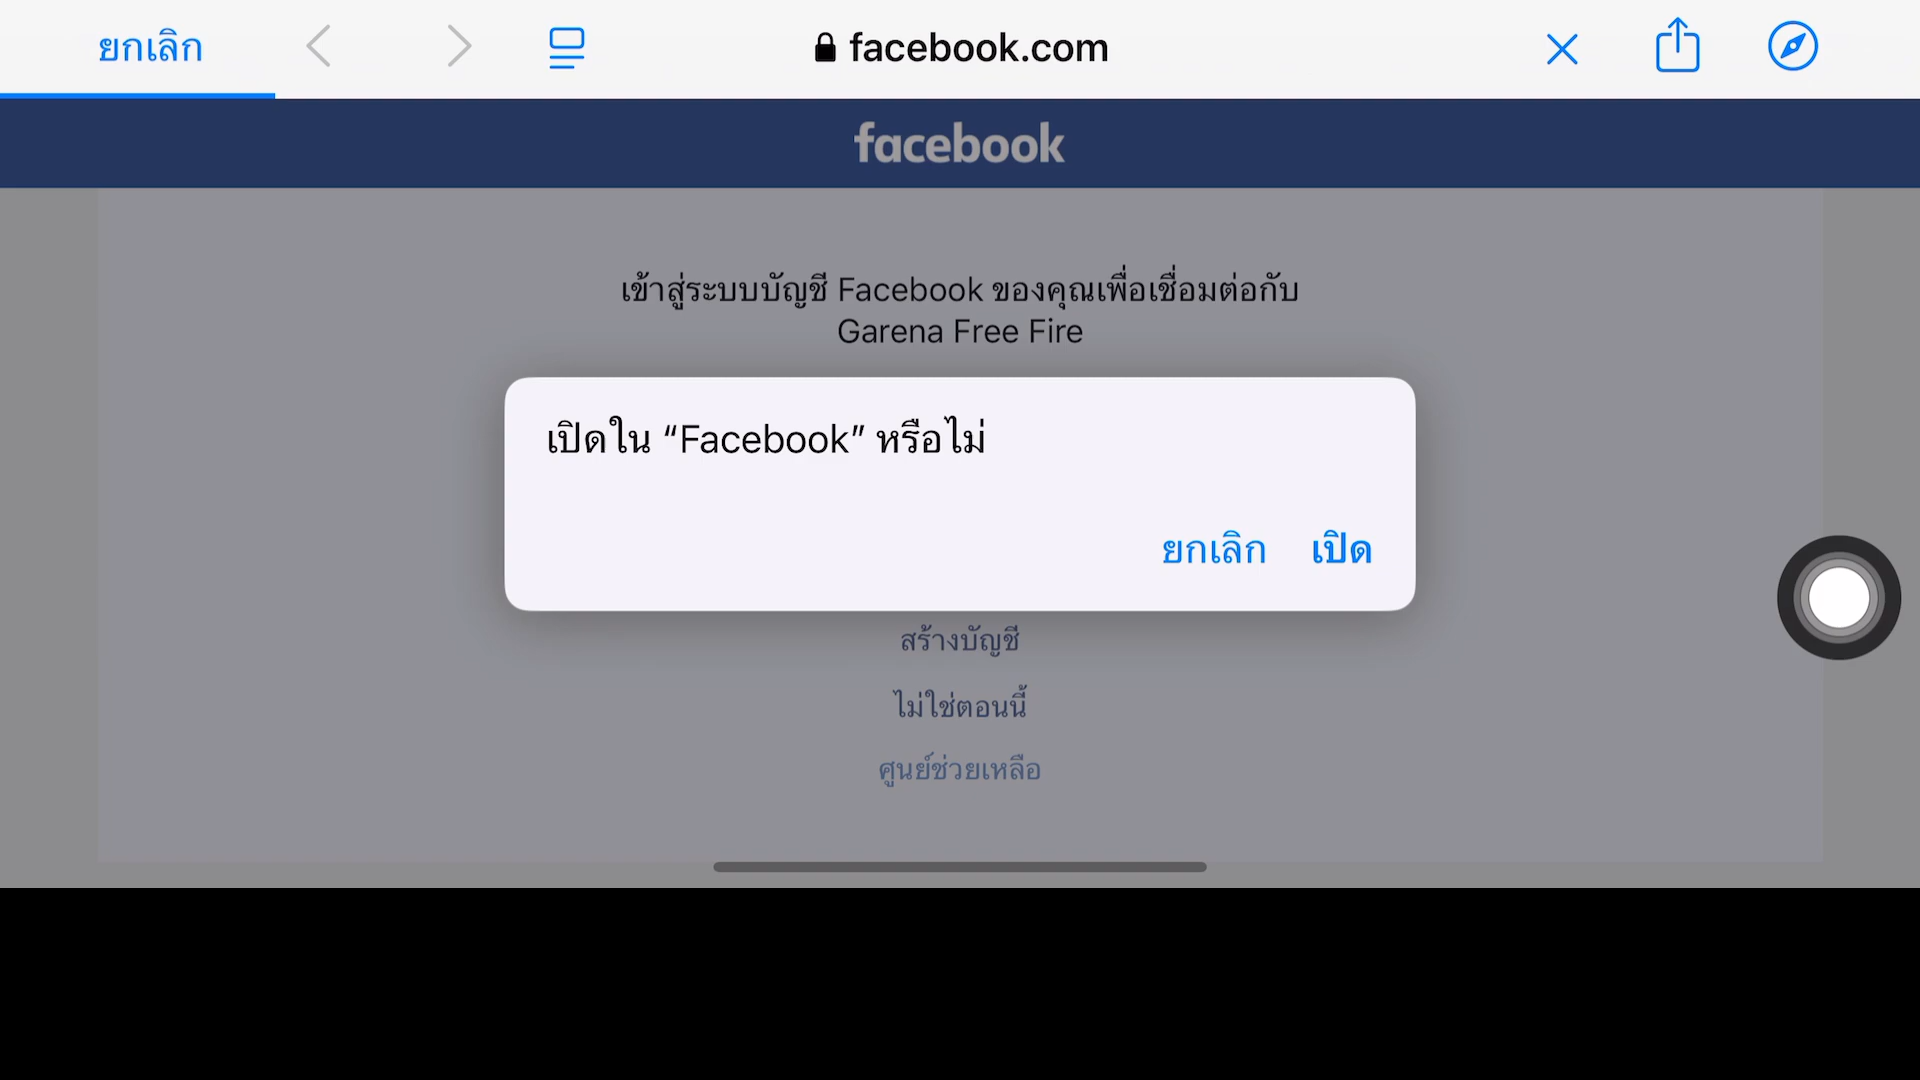 ยกเลิก
facebook.com
facebook
เข้าสู่ระบบบัญชี Facebook ของคุณเพื่อเชื่อมต่อกับ
Garena Free Fire
เปิดใน “Facebook” หรือไม่
ยกเลิก เปิด
สร้างบัญชี
ไม่ใช่ตอนนี้
ศูนย์ช่วยเหลือ